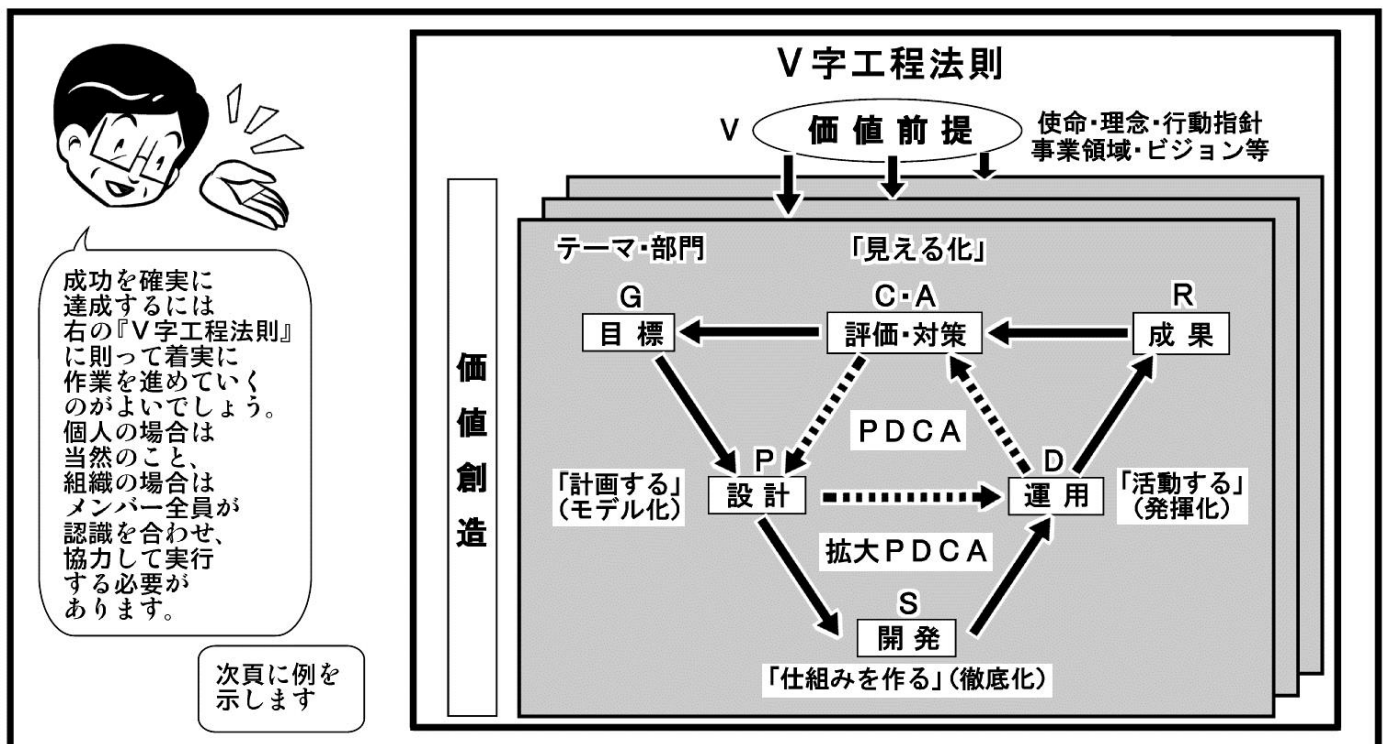 成功を確実に
達成するには
右の『Ｖ字工程法則』
に則って着実に
作業を進めていく
のがよいでしょう。
個人の場合は
当然のこと、
組織の場合は
メンバー全員が
認識を合わせ、
協力して実行
する必要が
あります。
次頁に例を
示します
Ｖ字工程法則
V
価値前提
使命・理念・行動指針
事業領域・ビジョン等
価値創造
テーマ・部門
「見える化」
G
目標
C・A
評価・対策
R
成果
PDCA
P
設計
「計画する」
（モデル化）
D
運用
「活動する」
（発揮化）
拡大PDCA
S
開発
「仕組みを作る」（徹底化）